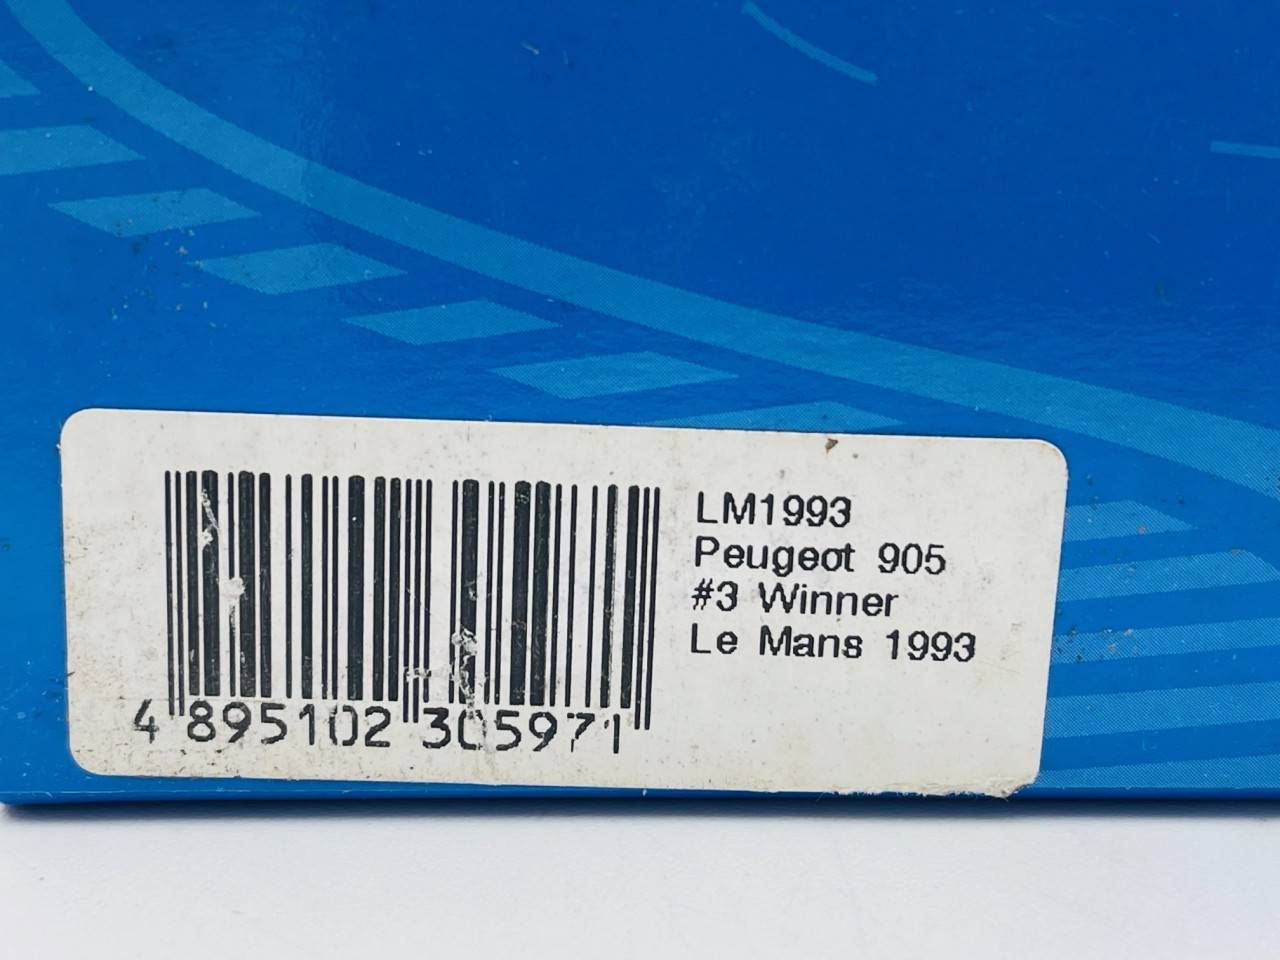 LM1993
Peugeot 905
#3 Winner
Le Mans 1993
4 895102 305971